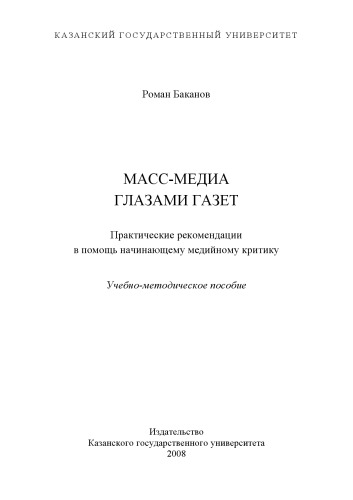 КАЗАНСКИЙ ГОСУДАРСТВЕННЫЙ УНИВЕРСИТЕТ
Роман Баканов
МАСС-МЕДИА
ГЛАЗАМИ ГАЗЕТ
Практические рекомендации
в помощь начинающему медийному критику
Учебно-методическое пособие
Издательство
Казанского государственного университета
2008